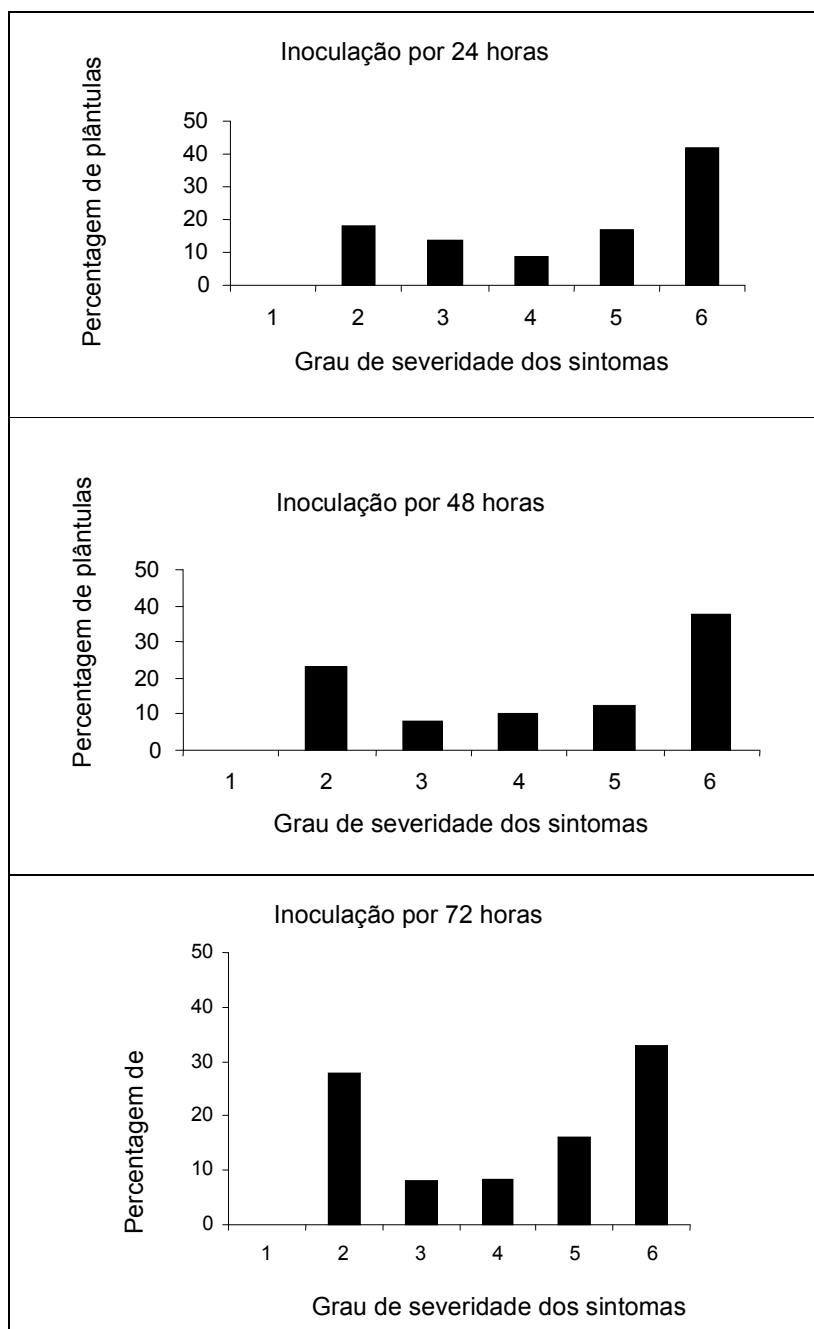 Inoculação por 24 horas
Percentagem de plântulas
50
40
30
20
10
0
1 2 3 4 5 6
Grau de severidade dos sintomas
Inoculação por 48 horas
Percentagem de plântulas
50
40
30
20
10
0
1 2 3 4 5 6
Grau de severidade dos sintomas
Inoculação por 72 horas
Percentagem de
50
40
30
20
10
0
1 2 3 4 5 6
Grau de severidade dos sintomas